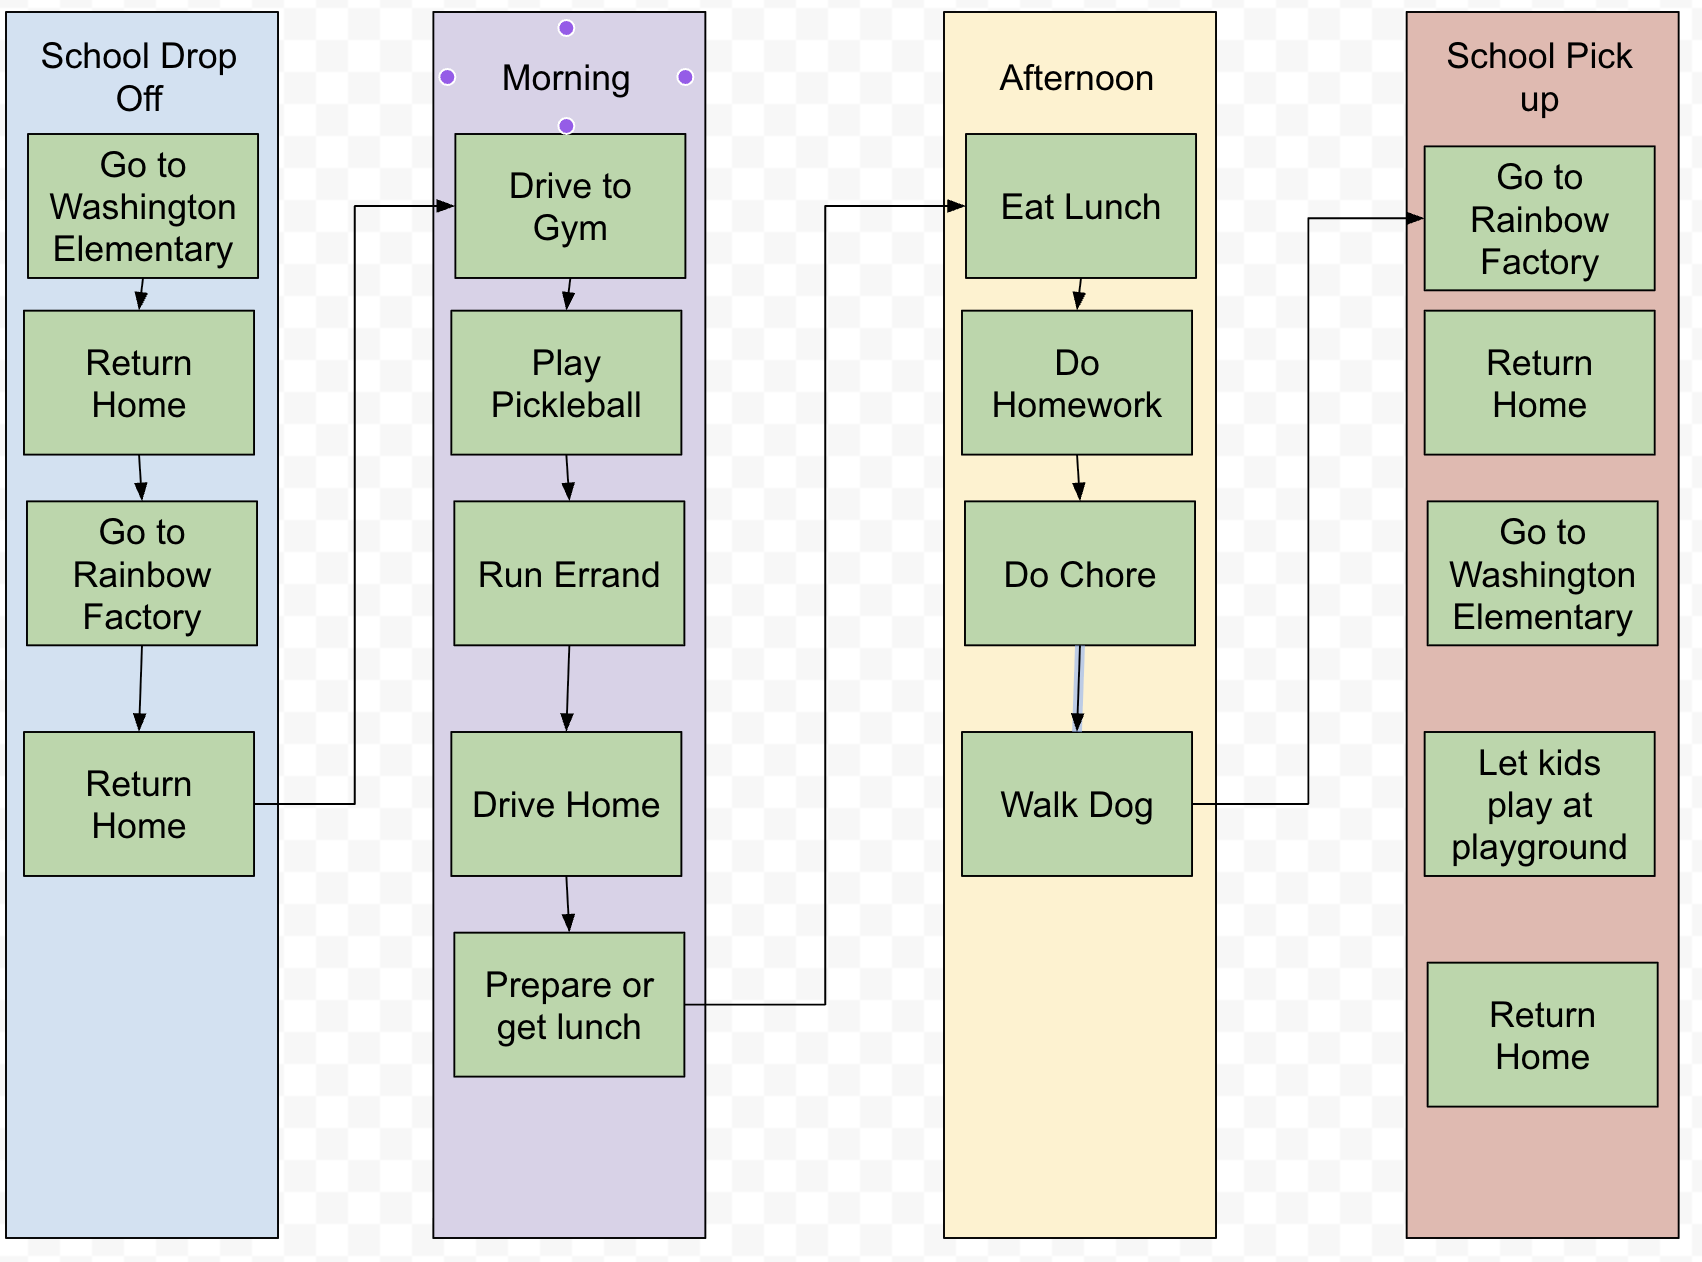 School Drop
Off
Go to
Washington
Elementary
Return
Home
Go to
Rainbow
Factory
Return
Home
Morning
Drive to
Gym
Play
Pickleball
Run Errand
Drive Home
Prepare or
get lunch
Afternoon
Eat Lunch
Do
Homework
Do Chore
Walk Dog
School Pick
up
Go to
Rainbow
Factory
Return
Home
Go to
Washington
Elementary
Let kids
play at
playground
Return
Home